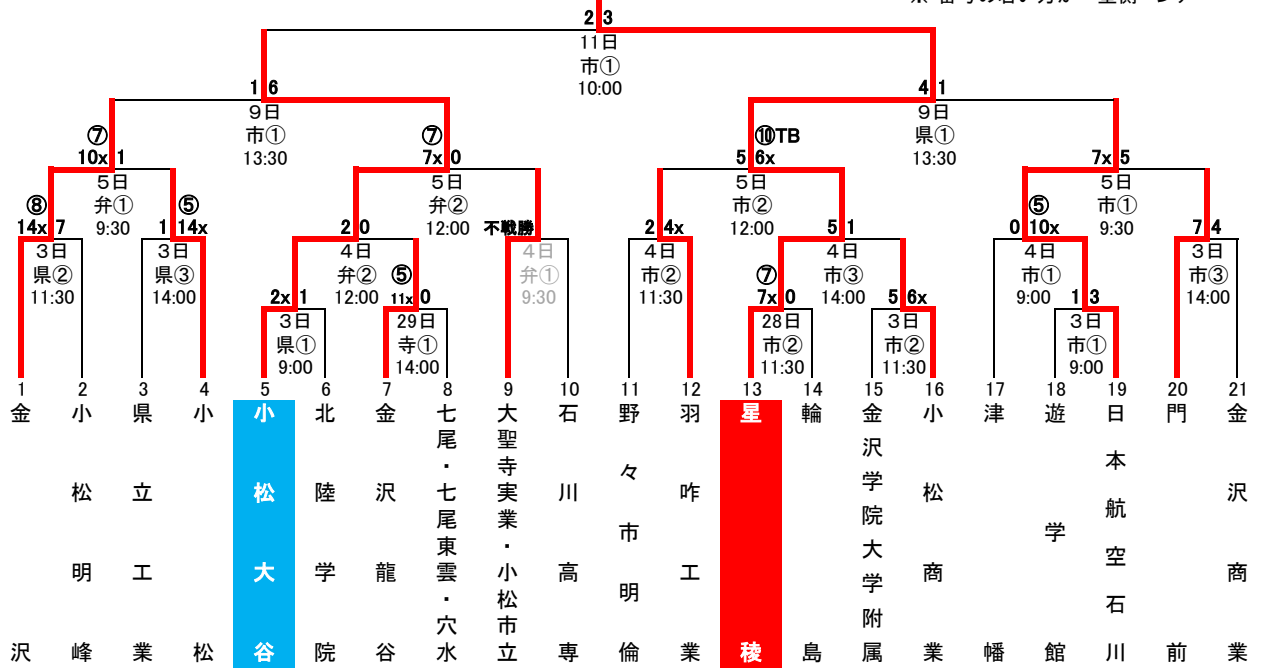 2 3
11日
市①
10:00
1 6
9日
市①
13:30
4 1
9日
県①
13:30
⑦
10x 1
5日
弁①
9:30
⑦
7x 0
5日
弁②
12:00
⑩TB
5 6x
5日
市②
12:00
7x 5
5日
市①
9:30
⑧
14x 7
3日
県②
11:30
⑤
1 14x
3日
県③
14:00
2 0
4日
弁②
12:00
不戦勝
4日
弁①
9:30
2 4x
4日
市②
11:30
5 1
4日
市③
14:00
⑤
0 10x
4日
市①
9:00
7 4
3日
市③
14:00
2x 1
3日
県①
9:00
⑤
11x 0
29日
寺①
14:00
⑦
7x 0
28日
市②
11:30
5 6x
3日
市②
11:30
1 3
3日
市①
9:00
1 金沢
2 小松明峰
3 県立工業
4 小松
5 小松大谷
6 北陸学院
7 金沢龍谷
8 七尾・七尾東雲・穴水
9 大聖寺実業・小松市立
10 石川高専
11 野々市明倫
12 羽咋工業
13 星稜
14 輪島
15 金沢学院大学附属
16 小松商業
17 津幡
18 遊学館
19 日本航空石川
20 門前
21 金沢商業